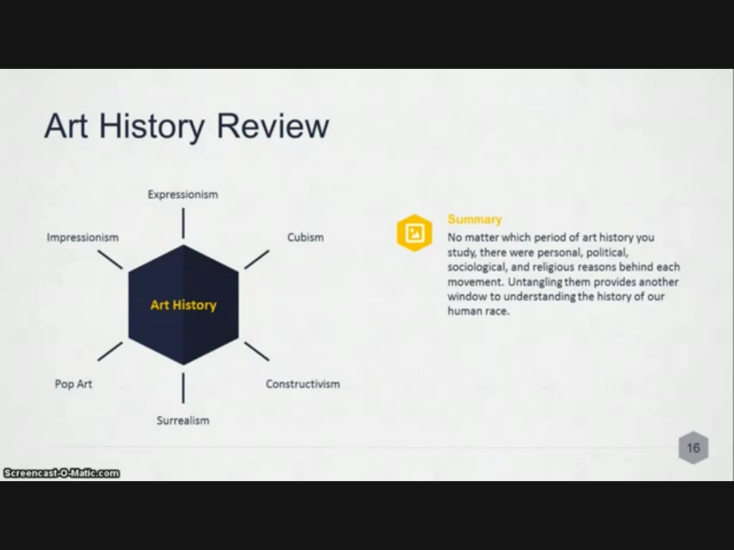 Art History Review
Expressionism
Impressionism
Cubism
Art History
Pop Art
Constructivism
Surrealism
Summary
No matter which period of art history you
study, there were personal, political,
sociological, and religious reasons behind each
movement. Untangling them provides another
window to understanding the history of our
human race.
16
Screencast-O-Matic.com